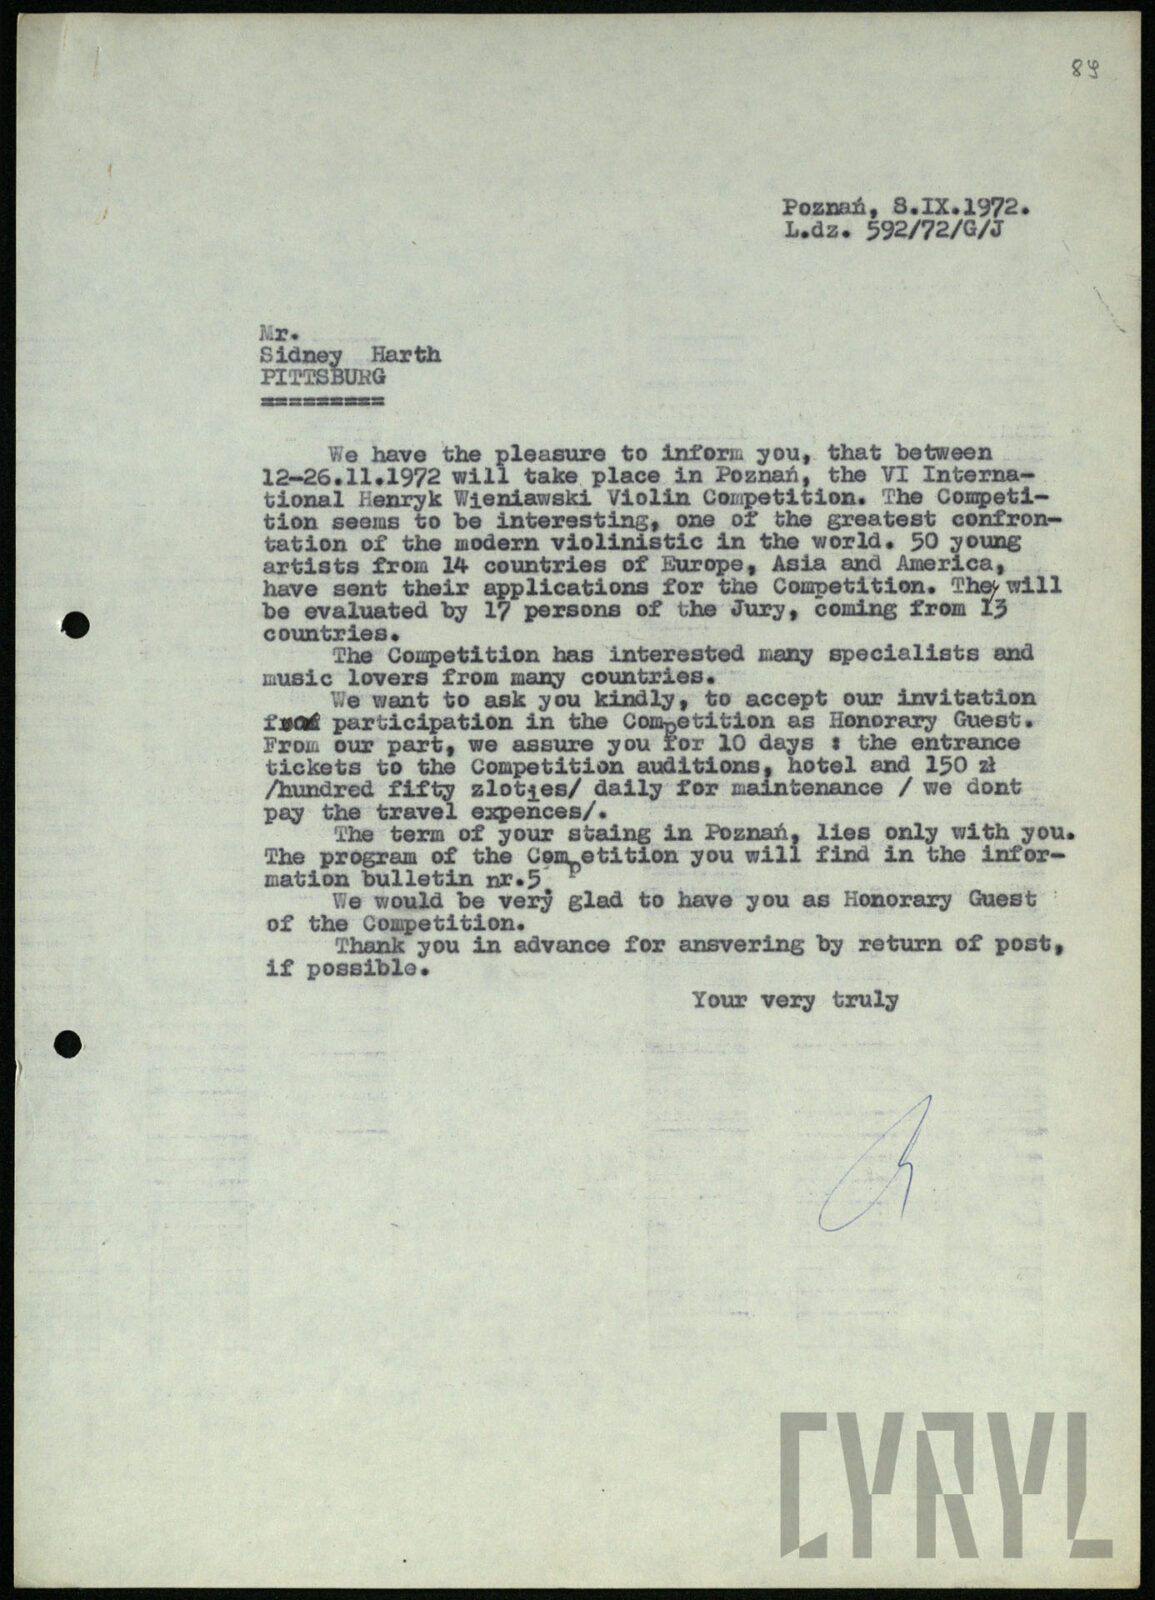 89
Poznań, 8.IX.1972.
L.dz. 592/72/G/J
Mr.
Sidney Harth
PITTSBURG
=========
We have the pleasure to inform you, that between
12-26.11.1972 will take place in Poznań, the VI Interna-
tional Henryk Wieniawski Violin Competition. The Competi-
tion seems to be interesting, one of the greatest confron-
tation of the modern violinistic in the world. 50 young
artists from 14 countries of Europe, Asia and America,
have sent their applications for the Competition. They will
be evaluated by 17 persons of the Jury, coming from 13
countries.
The Competition has interested many specialists and
music lovers from many countries.
We want to ask you kindly, to accept our invitation
participation in the Competition as Honorary Guest.
From our part, we assure you for 10 days : the entrance
tickets to the Competition auditions, hotel and 150 zł
/hundred fifty zloties/ daily for maintenance / we dont
pay the travel expences/.
The term of your staing in Poznań, lies only with you.
The program of the Competition you will find in the infor-
mation bulletin nr.5.
We would be very glad to have you as Honorary Guest
of the Competition.
Thank you in advance for ansvering by return of post,
if possible.
Your very truly
CYRYL